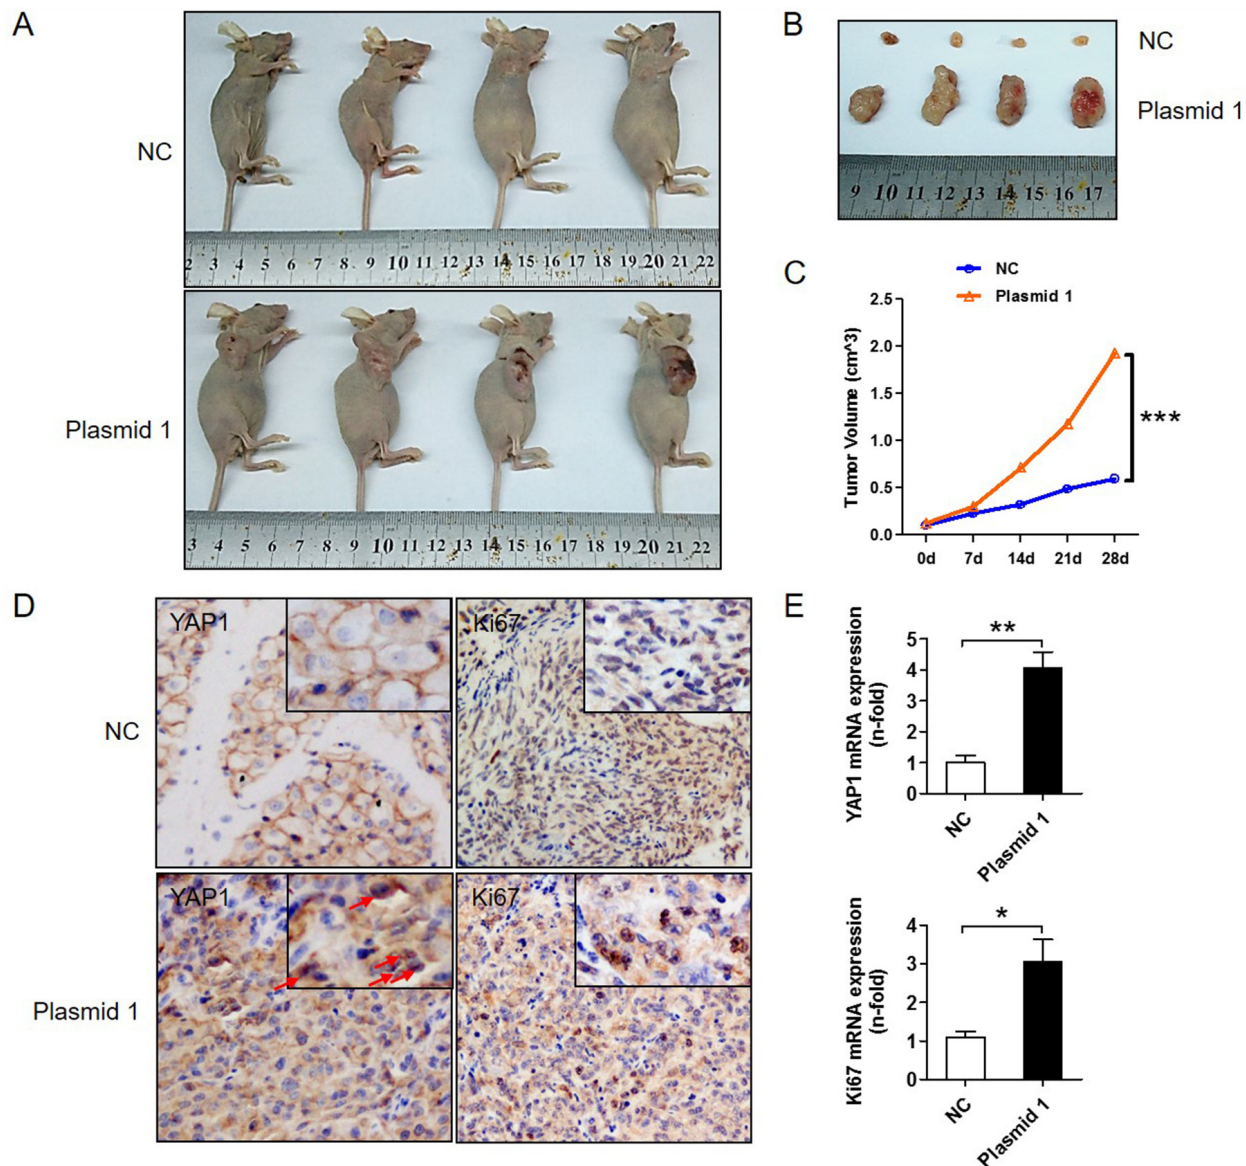 A
NC
2 3 4 5 6 7 8 9 10 11 12 13 14 15 16 17 18 19 20 21 22
Plasmid 1
3 4 5 6 7 8 9 10 11 12 13 14 15 16 17 18 19 20 21 22
B
NC
Plasmid 1
9 10 11 12 13 14 15 16 17
C
NC
Plasmid 1
Tumor Volume (cm^3)
2.5
2.0
1.5
1.0
0.5
0.0
0d 7d 14d 21d 28d
***
D
YAP1
Ki67
NC
YAP1
Ki67
Plasmid 1
E
YAP1 mRNA expression
(n-fold)
5
4
3
2
1
0
**
NC
Plasmid 1
Ki67 mRNA expression
(n-fold)
4
3
2
1
0
*
NC
Plasmid 1